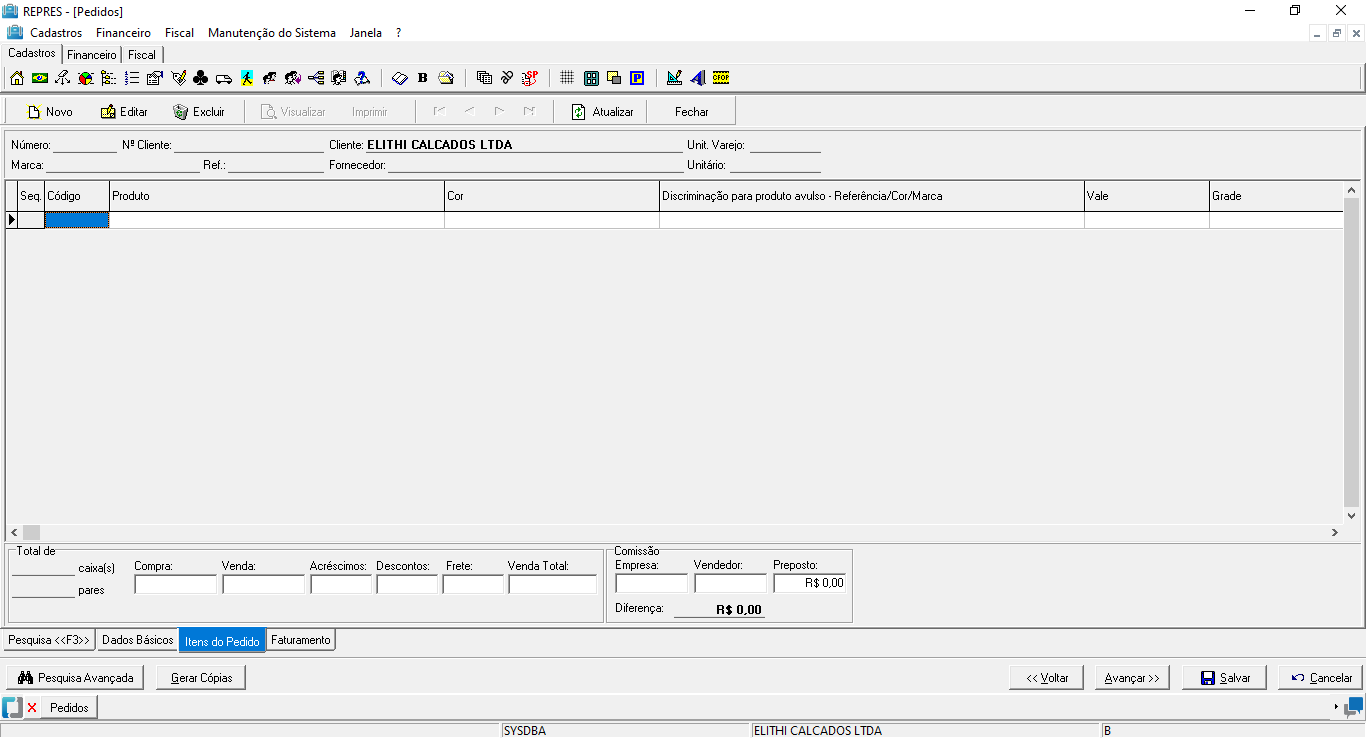 REPRES - [Pedidos]
Cadastros Financeiro Fiscal Manutenção do Sistema Janela ?
Cadastros Financeiro Fiscal
B SP P CFOP
Novo Editar Excluir Visualizar Imprimir Atualizar Fechar
Número: Nº Cliente: Cliente: ELITHI CALCADOS LTDA Unit. Varejo:
Marca: Ref.: Fornecedor: Unitário:
Seq. Código Produto Cor Discriminação para produto avulso - Referência/Cor/Marca Vale Grade
Total de Comissão
caixa(s) Compra: Venda: Acréscimos: Descontos: Frete: Venda Total: Empresa: Vendedor: Preposto:
R$ 0,00
pares
Diferença: R$ 0,00
Pesquisa <<F3>> Dados Básicos Itens do Pedido Faturamento
Pesquisa Avançada Gerar Cópias << Voltar Avançar >> Salvar Cancelar
Pedidos
SYSDBA ELITHI CALCADOS LTDA B